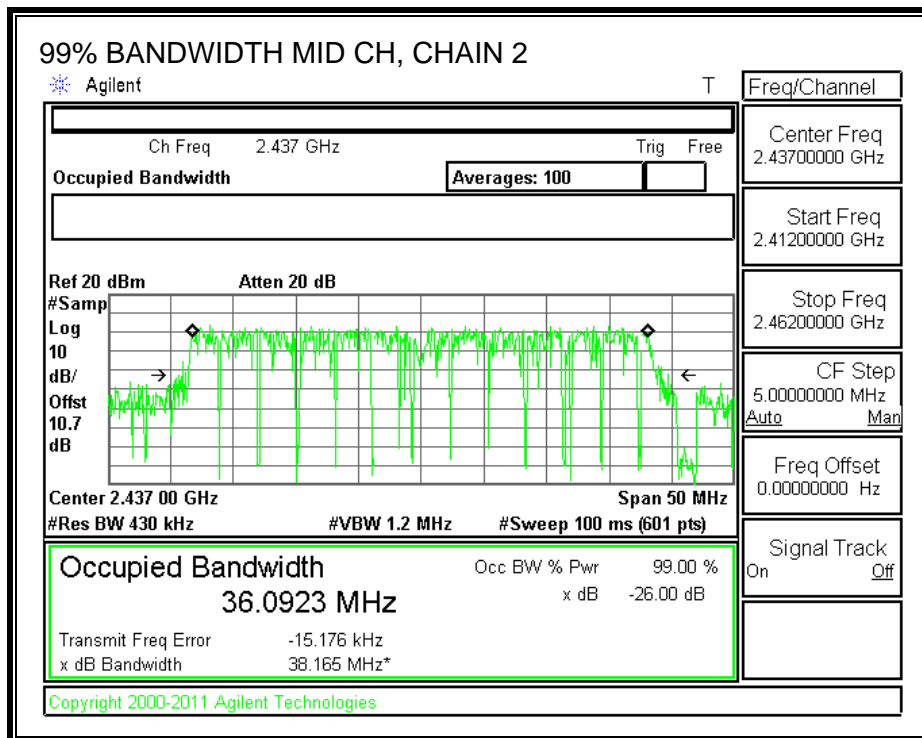 99% BANDWIDTH MID CH, CHAIN 2
Agilent T
Freq/Channel
Ch Freq 2.437 GHz Trig Free
Occupied Bandwidth Averages: 100
Center Freq
2.43700000 GHz
Start Freq
2.41200000 GHz
Stop Freq
2.46200000 GHz
CF Step
5.00000000 MHz
Auto Man
Freq Offset
0.00000000 Hz
Signal Track
On Off
Ref 20 dBm Atten 20 dB
#Samp
Log
10
dB/
Offst
10.7
dB
Center 2.437 00 GHz Span 50 MHz
#Res BW 430 kHz #VBW 1.2 MHz #Sweep 100 ms (601 pts)
Occupied Bandwidth Occ BW % Pwr 99.00 %
36.0923 MHz x dB -26.00 dB
Transmit Freq Error -15.176 kHz
x dB Bandwidth 38.165 MHz*
Copyright 2000-2011 Agilent Technologies